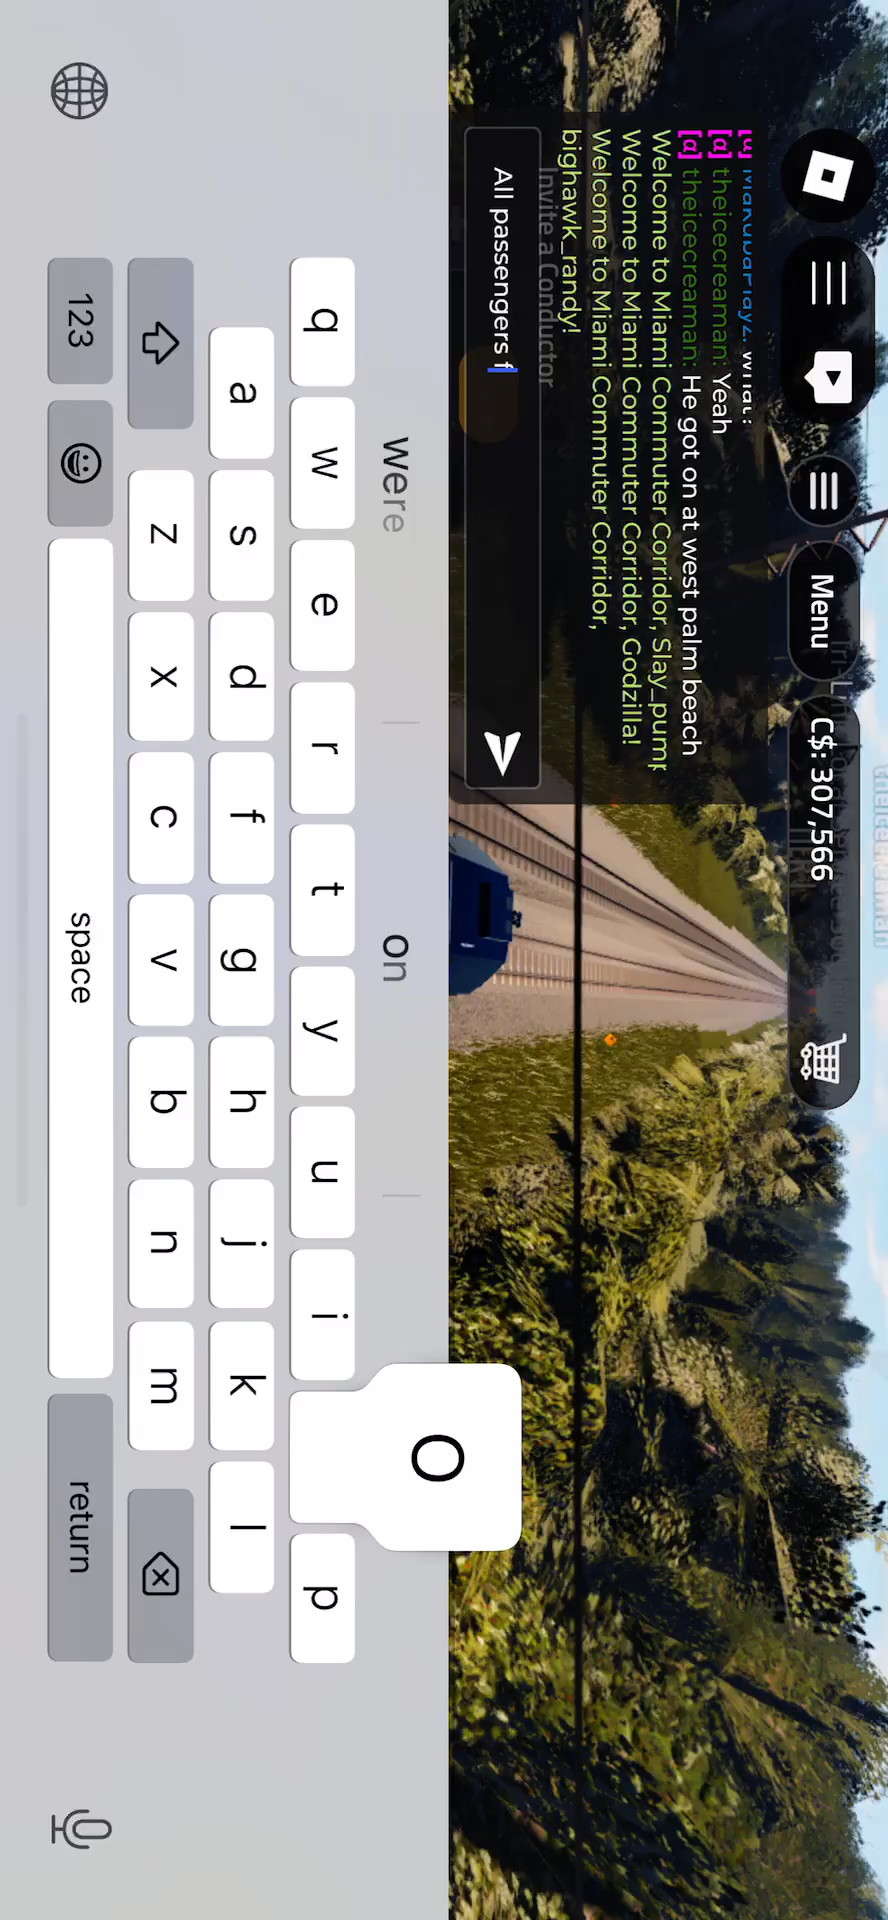 Menu
C$: 307,566
[α] theicecreaman: Yeah
[α] theicecreaman: He got on at west palm beach
Welcome to Miami Commuter Corridor, Slay_pump
Welcome to Miami Commuter Corridor, Godzilla!
Welcome to Miami Commuter Corridor,
bighawk_randy!
Invite a Conductor
All passengers f
were
on
q w e r t y u i O p
a s d f g h j k l
z x c v b n m
123
space
return